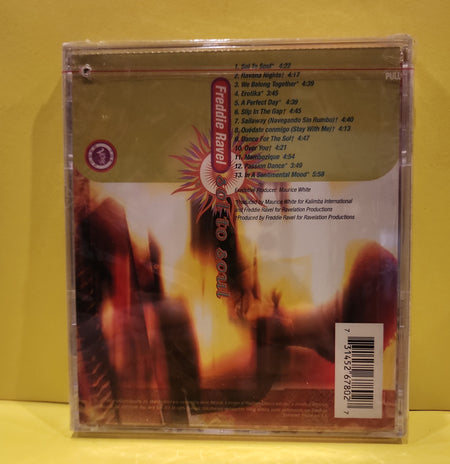 1. Sol To Soul* 4:22
2. Havana Nights† 4:17
3. We Belong Together* 4:39
4. Erotika* 3:45
5. A Perfect Day* 4:39
6. Slip In The Gap† 4:45
7. Sailaway (Navegando Sin Rumbo)† 4:40
8. Quédate conmigo (Stay With Me)† 4:13
9. Dance For The Sol† 4:47
10. Over You† 4:21
11. Mambozique 4:54
12. Passion Dance* 4:49
13. In A Sentimental Mood* 5:58
Executive Producer: Maurice White
*Produced by Maurice White for Kalimba International
and Freddie Ravel for Ravelation Productions
†Produced by Freddie Ravel for Ravelation Productions
Freddie Ravel
sol to soul
PULL
7 31452 67802 7